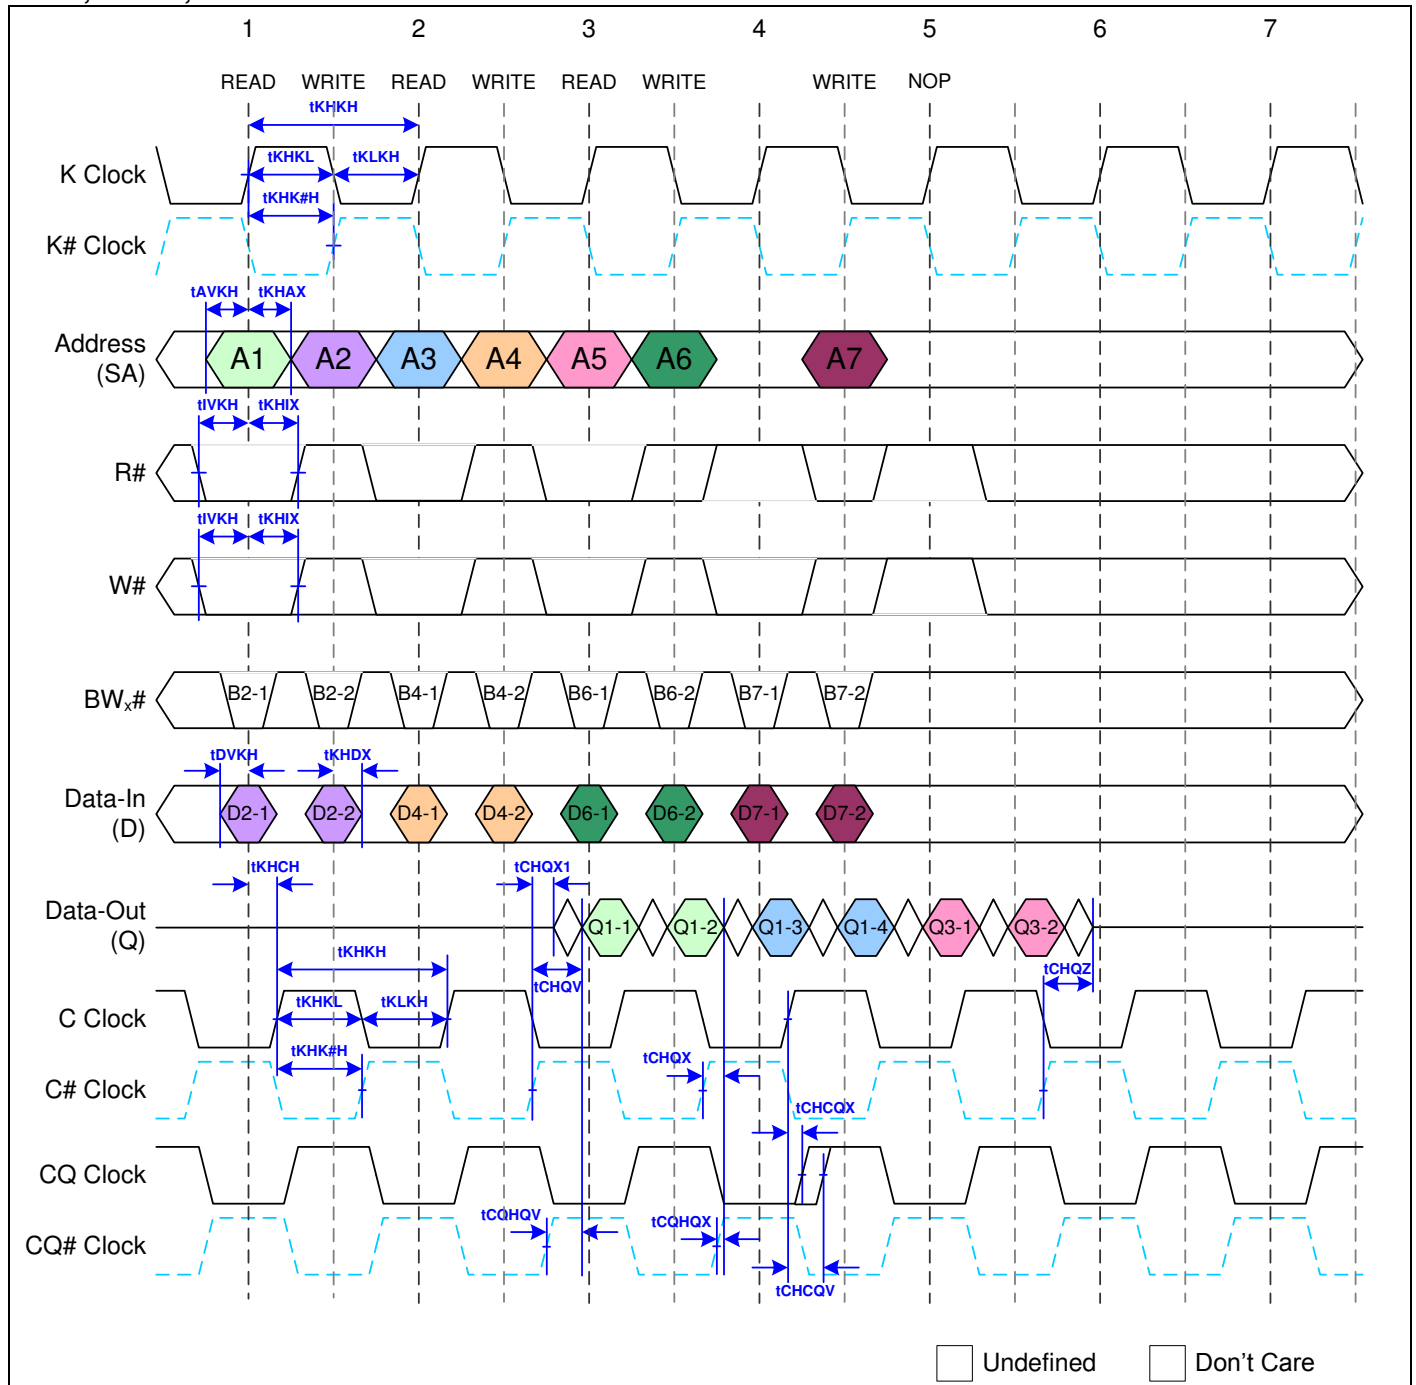 1 2 3 4 5 6 7
READ WRITE READ WRITE READ WRITE WRITE NOP
tKHKH
K Clock tKHKL tKLKH
tKHK#H
K# Clock
tAVKH tKHAX
Address
(SA) A1 A2 A3 A4 A5 A6 A7
tIVKH tKHIX
R#
tIVKH tKHIX
W#
BWx# B2-1 B2-2 B4-1 B4-2 B6-1 B6-2 B7-1 B7-2
tDVKH tKHDX
Data-In
(D) D2-1 D2-2 D4-1 D4-2 D6-1 D6-2 D7-1 D7-2
tKHCH tCHQX1
Data-Out
(Q) Q1-1 Q1-2 Q1-3 Q1-4 Q3-1 Q3-2
tKHKH tCHQV tCHQZ
C Clock tKHKL tKLKH
tKHK#H tCHQX
C# Clock
tCHCQX
CQ Clock
tCQHQV tCQHQX
CQ# Clock
tCHCQV
Undefined Don't Care